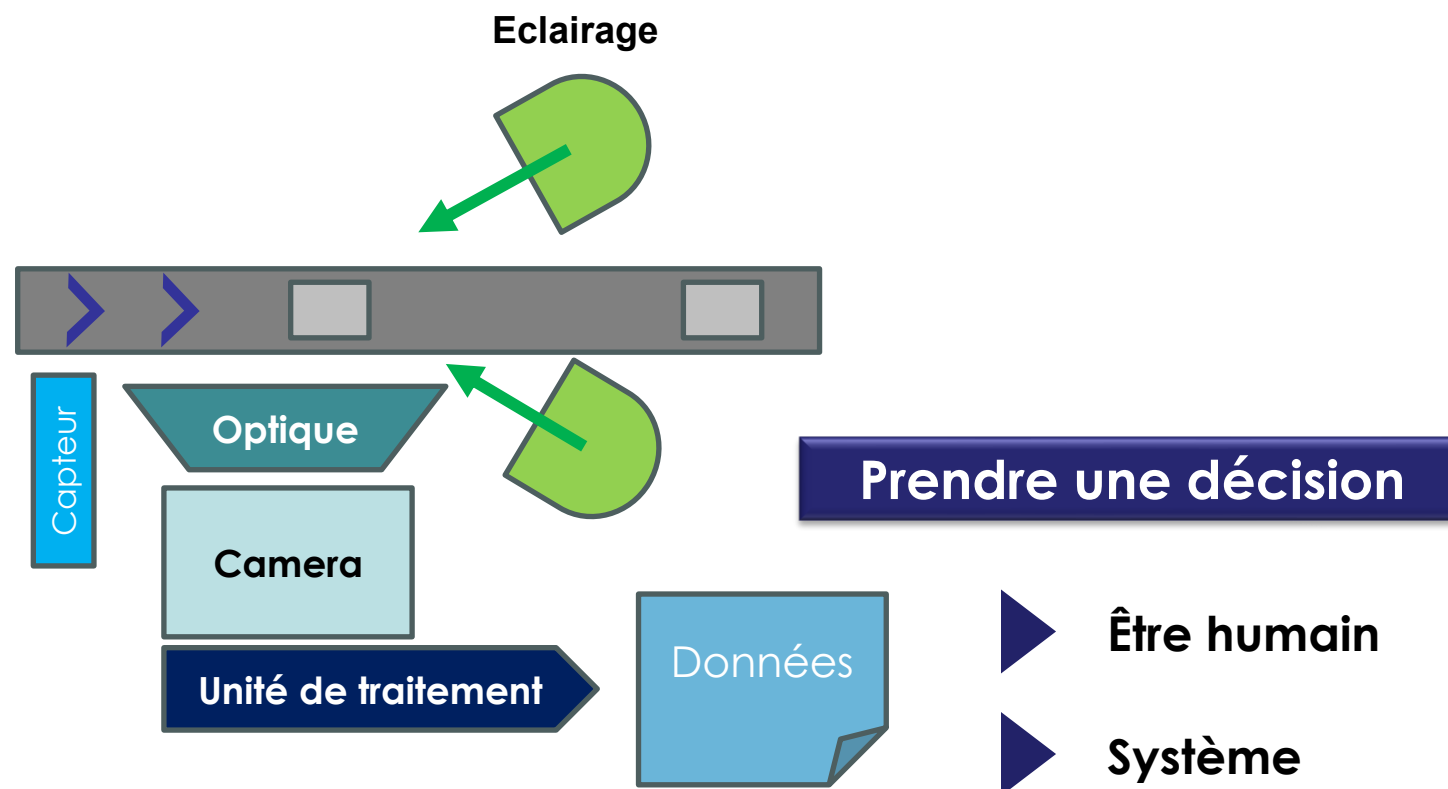 Eclairage
Capteur
Optique
Camera
Unité de traitement
Données
Prendre une décision
Être humain
Système